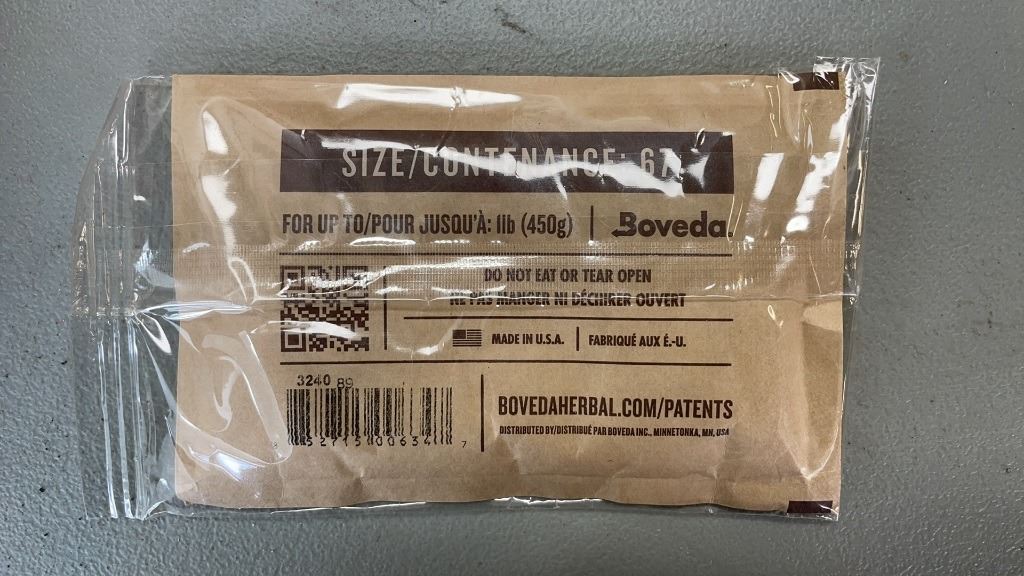 SIZE/CONTENANCE: 67
FOR UP TO/POUR JUSQU'À: 1lb (450g) | Boveda.
DO NOT EAT OR TEAR OPEN
NE PAS MANGER NI DÉCHIRER OUVERT
MADE IN U.S.A. | FABRIQUÉ AUX É.-U.
3240 89
BOVEDAHERBAL.COM/PATENTS
DISTRIBUTED BY/DISTRIBUÉ PAR BOVEDA INC., MINNETONKA, MN, USA